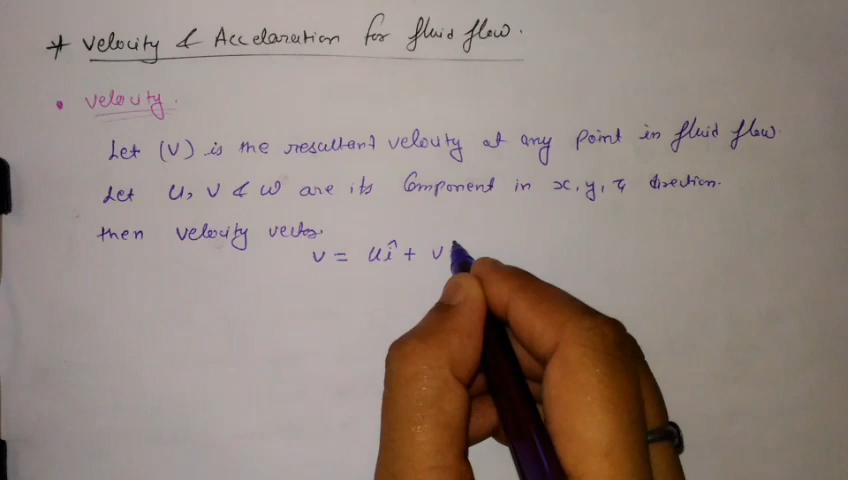 * Velocity & Accelaration for fluid flow.
• Velocity.
Let (V) is the resultant velocity at any point in fluid flow.
Let u, v & w are its Component in x, y, z direction.
then velocity vector.
V = uî + v